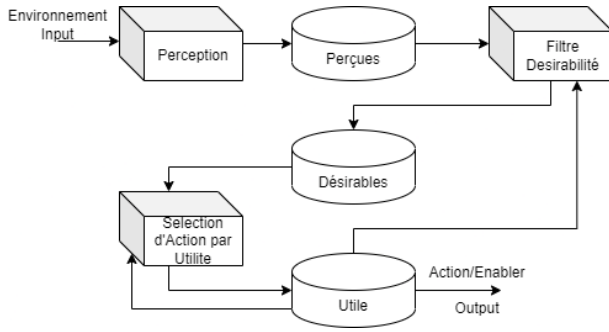 Environnement
Input
Perception
Perçues
Filtre
Desirabilité
Désirables
Selection
d'Action par
Utilite
Utile
Action/Enabler
Output